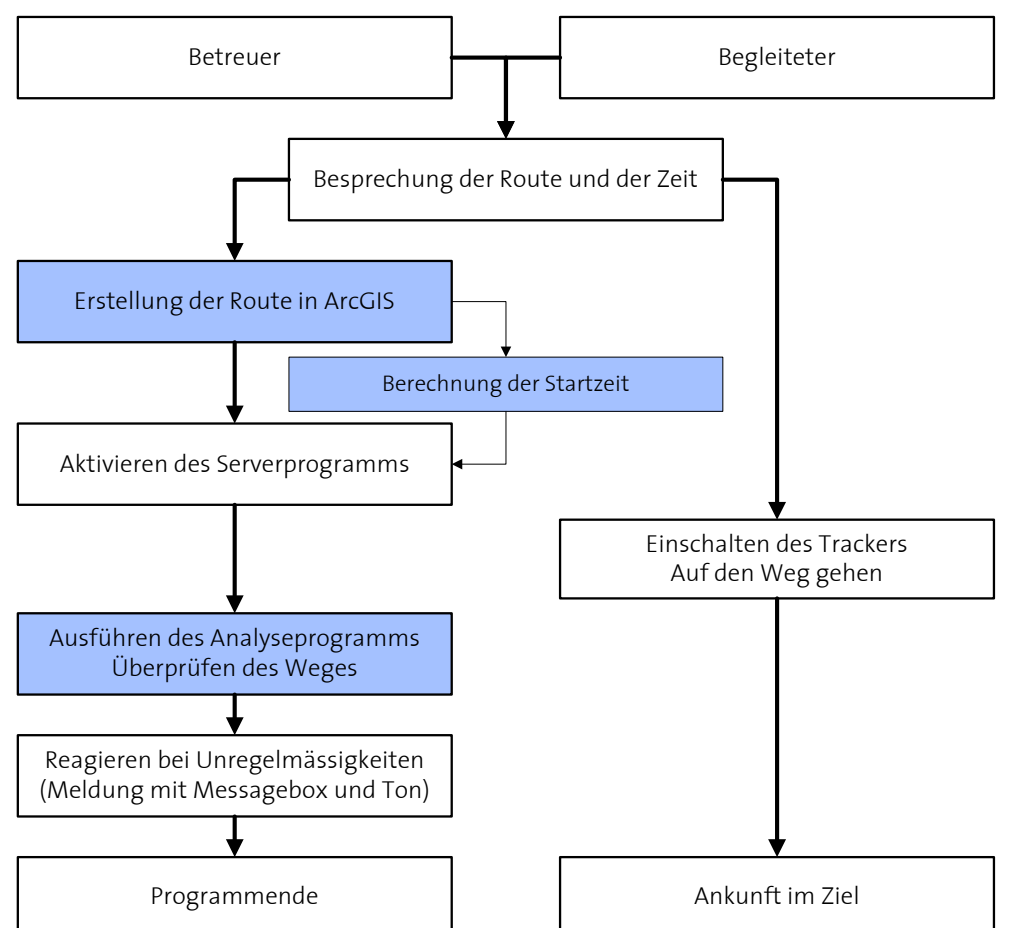 Betreuer
Begleiteter
Besprechung der Route und der Zeit
Erstellung der Route in ArcGIS
Berechnung der Startzeit
Aktivieren des Serverprogramms
Einschalten des Trackers
Auf den Weg gehen
Ausführen des Analyseprogramms
Überprüfen des Weges
Reagieren bei Unregelmässigkeiten
(Meldung mit Messagebox und Ton)
Programmende
Ankunft im Ziel